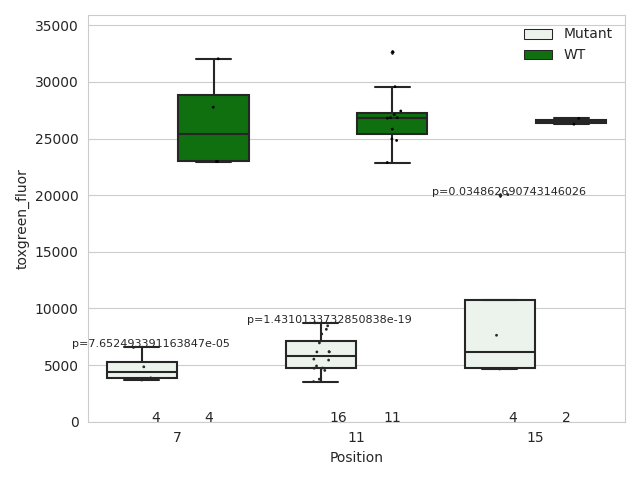 35000
Mutant
WT
30000
25000
20000
p=0.034862690743146026
15000
10000
p=1.4310133732850838e-19
p=7.652493391163847e-05
5000
0
4 4 16 11 4 2
7 11 15
Position
toxgreen_fluor